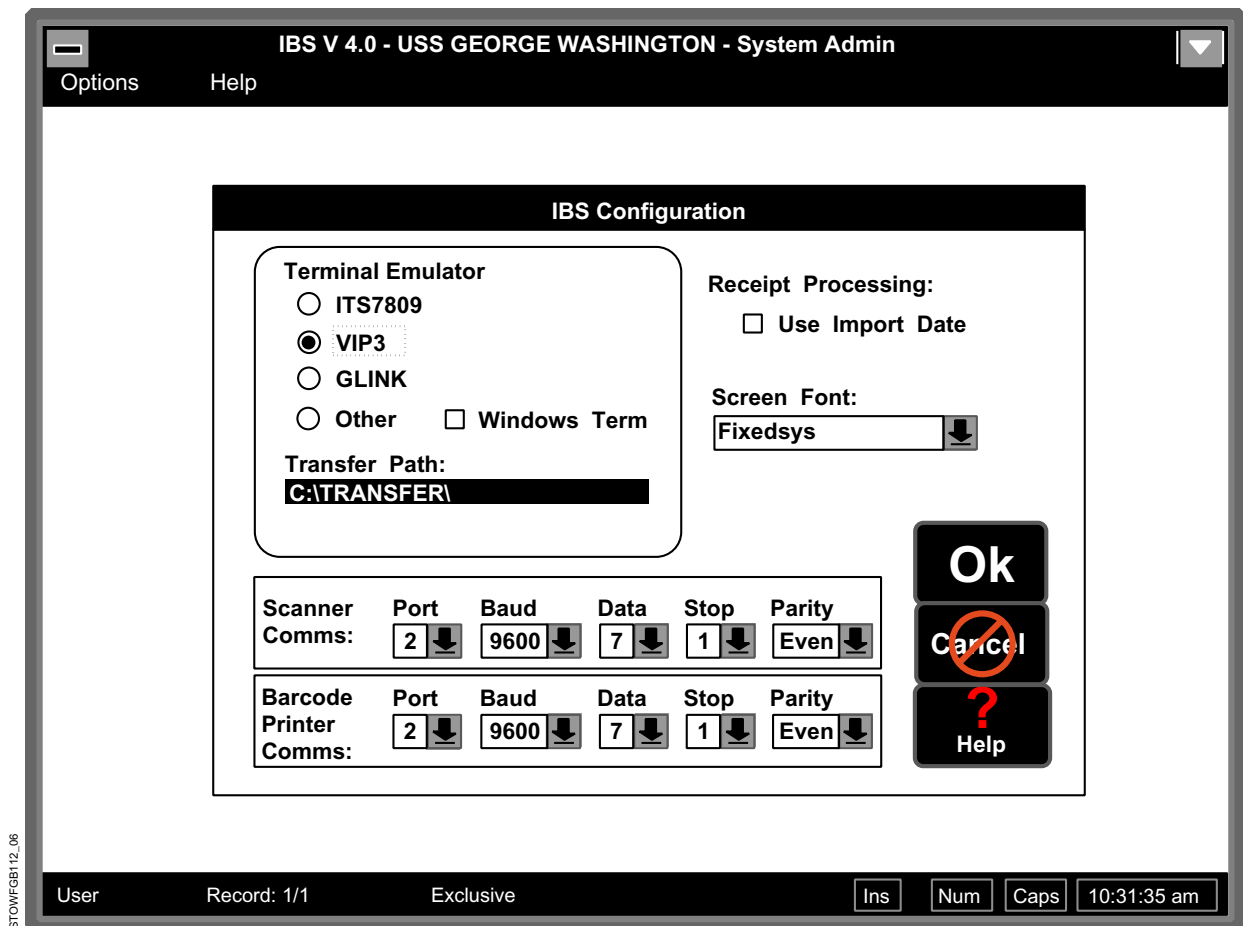 IBS V 4.0 - USS GEORGE WASHINGTON - System Admin
Options Help
IBS Configuration
Terminal Emulator
ITS7809
VIP3
GLINK
Other Windows Term
Transfer Path:
C:\TRANSFER\
Receipt Processing:
Use Import Date
Screen Font:
Fixedsys
Scanner Comms:
Port Baud Data Stop Parity
2 9600 7 1 Even
Barcode Printer Comms:
Port Baud Data Stop Parity
2 9600 7 1 Even
Ok
Cancel
?
Help
User Record: 1/1 Exclusive Ins Num Caps 10:31:35 am
STOWFGB112_06